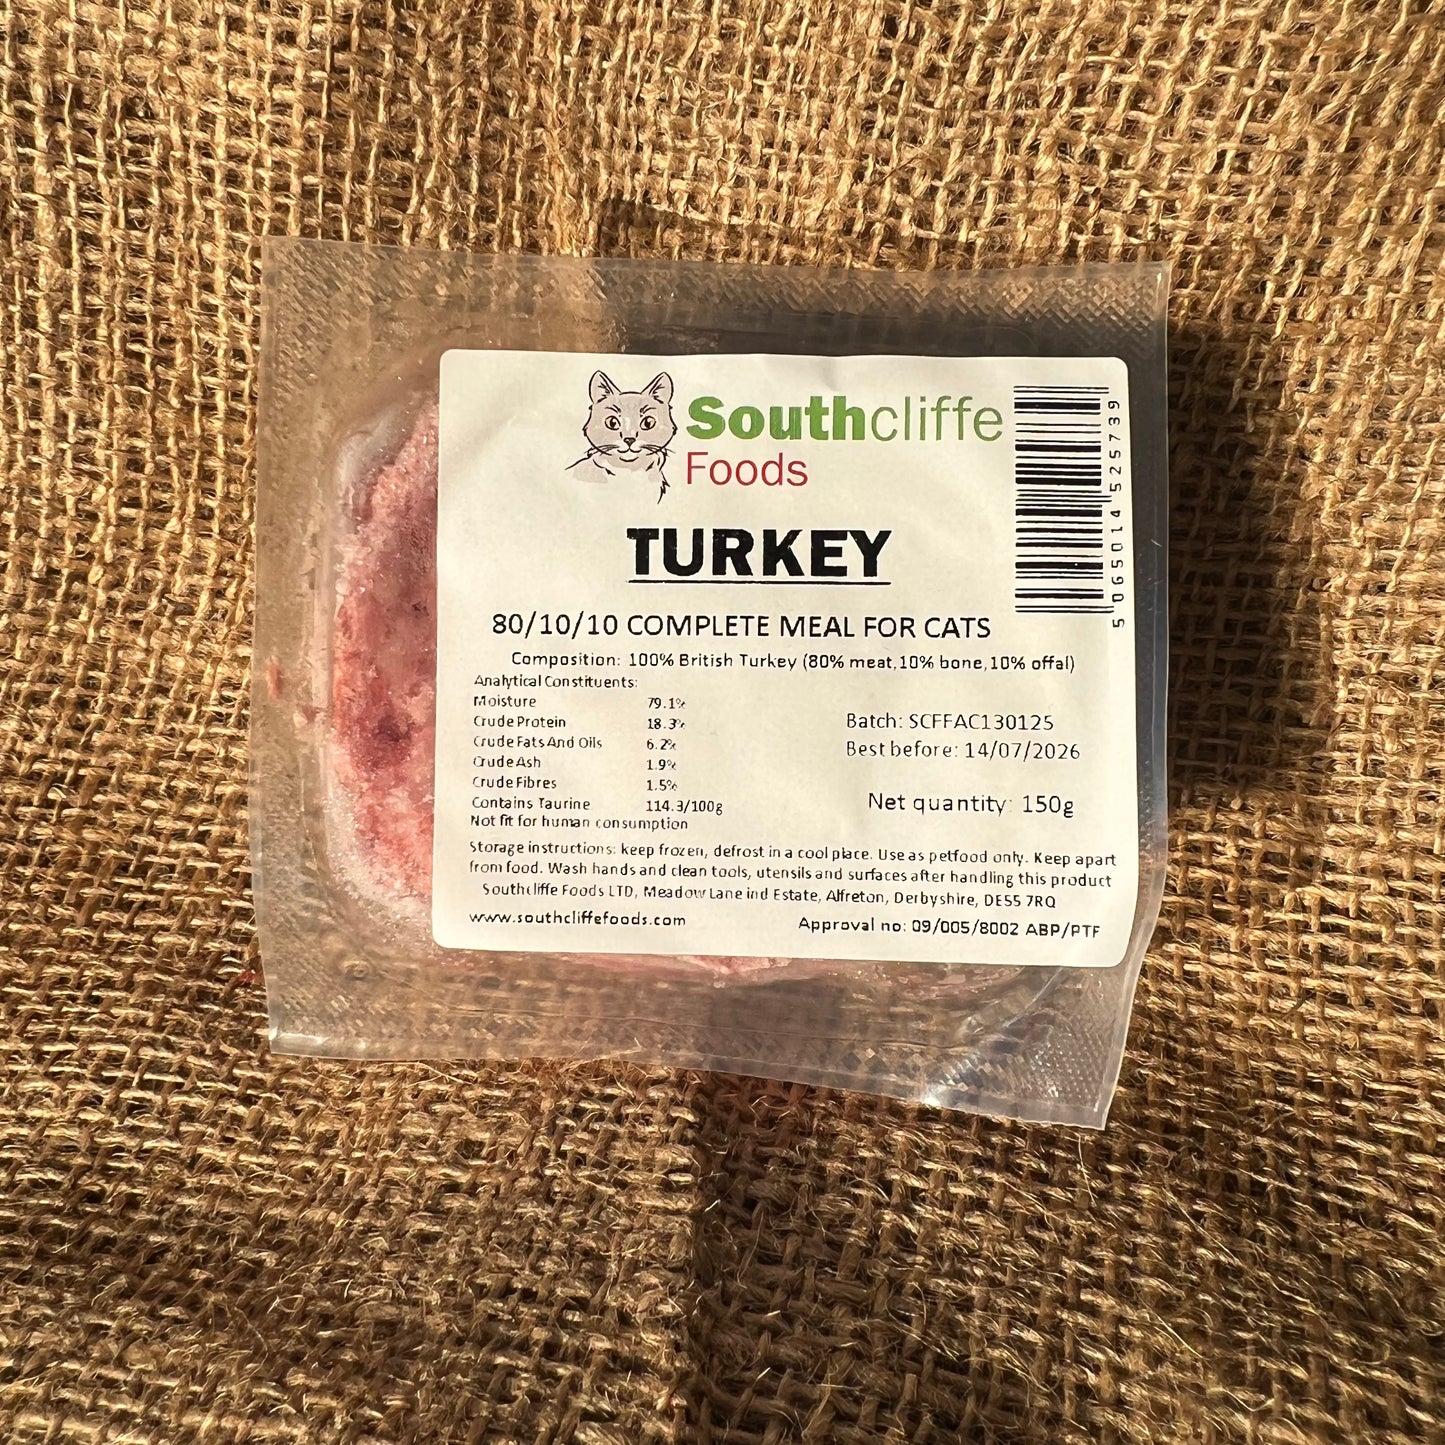 Southcliffe
Foods
TURKEY
80/10/10 COMPLETE MEAL FOR CATS
Composition: 100% British Turkey (80% meat,10% bone,10% offal)
Analytical Constituents:
Moisture 79.1%
Crude Protein 18.3%
Crude Fats And Oils 6.2%
Crude Ash 1.9%
Crude Fibres 1.5%
Contains Taurine 114.3/100g
Not fit for human consumption
Batch: SCFFAC130125
Best before: 14/07/2026
Net quantity: 150g
Storage instructions: keep frozen, defrost in a cool place. Use as petfood only. Keep apart
from food. Wash hands and clean tools, utensils and surfaces after handling this product
Southcliffe Foods LTD, Meadow Lane ind Estate, Alfreton, Derbyshire, DE55 7RQ
www.southcliffefoods.com Approval no: 09/005/8002 ABP/PTF
5 065014 525739